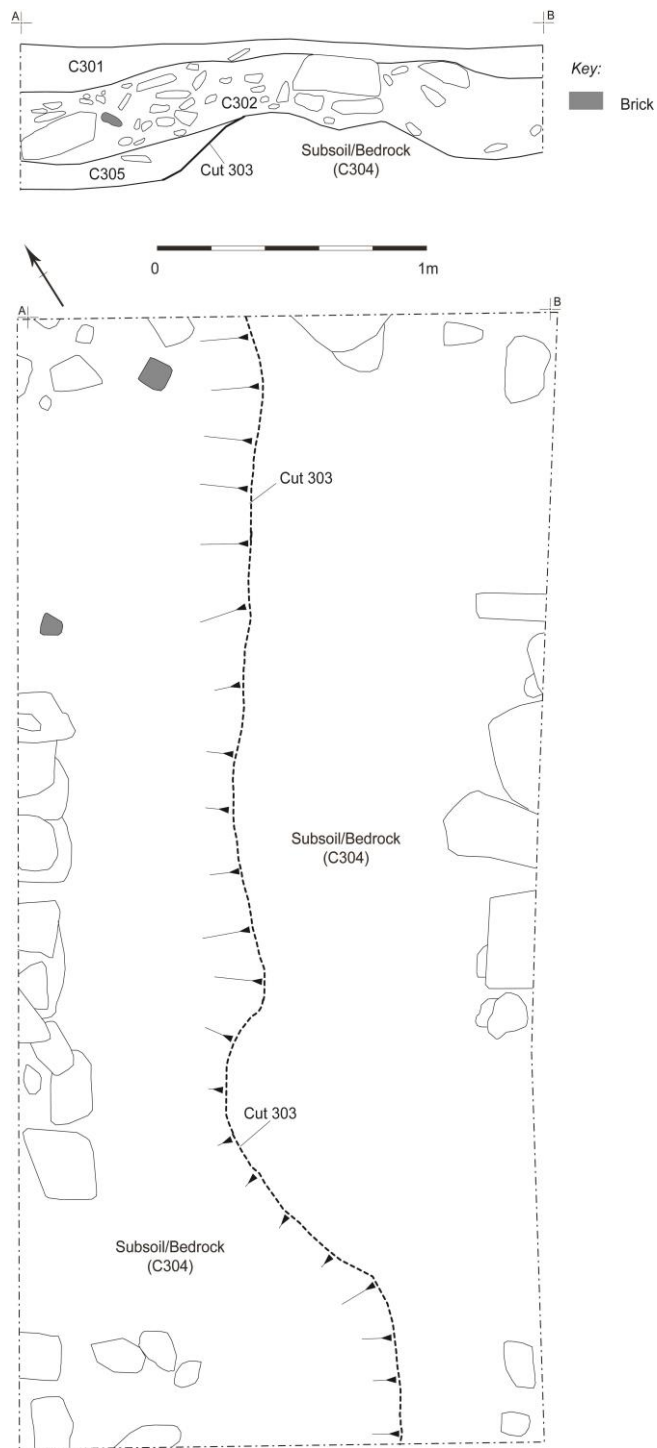 A
B
C301
C302
C305
Cut 303
Subsoil/Bedrock
(C304)
Key:
Brick
0
1m
A
B
Cut 303
Subsoil/Bedrock
(C304)
Cut 303
Subsoil/Bedrock
(C304)